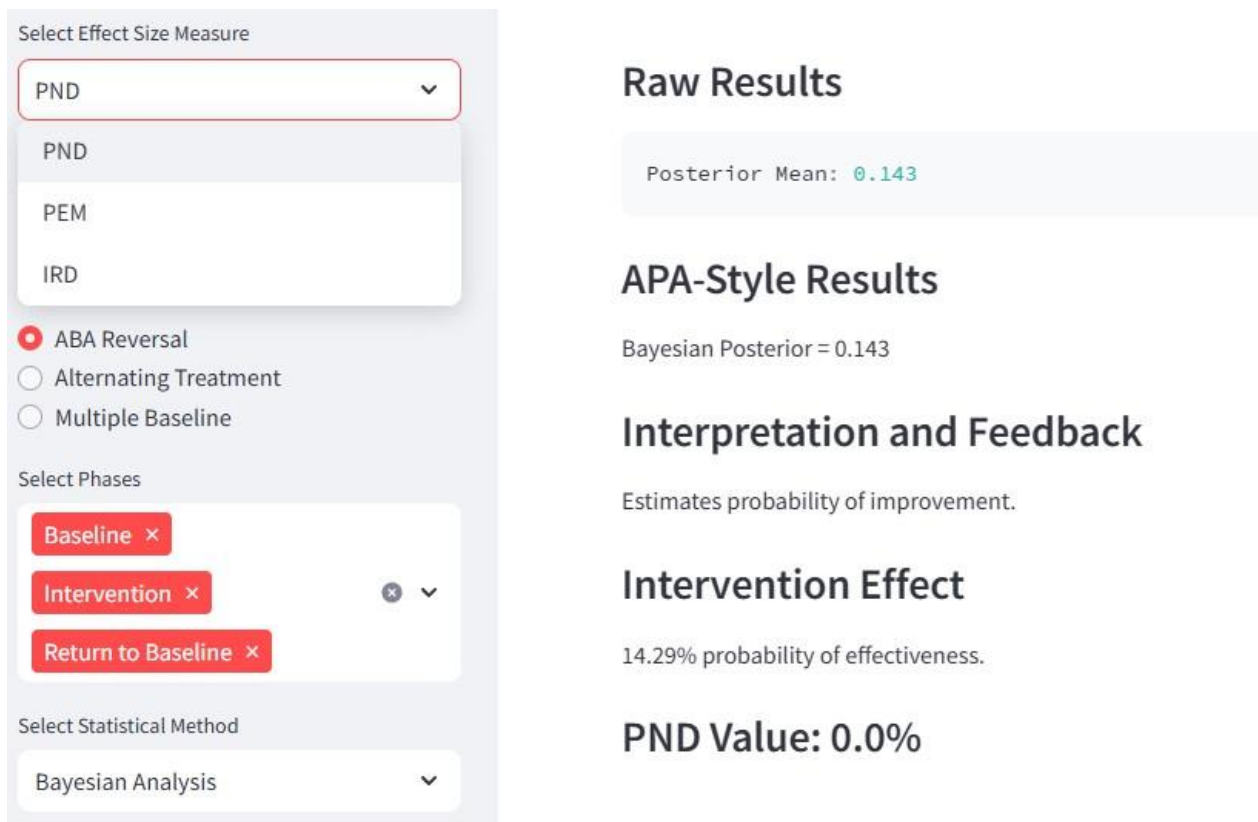 Select Effect Size Measure
PND
PND
PEM
IRD
ABA Reversal
Alternating Treatment
Multiple Baseline
Select Phases
Baseline ×
Intervention ×
Return to Baseline ×
Select Statistical Method
Bayesian Analysis
Raw Results
Posterior Mean: 0.143
APA-Style Results
Bayesian Posterior = 0.143
Interpretation and Feedback
Estimates probability of improvement.
Intervention Effect
14.29% probability of effectiveness.
PND Value: 0.0%